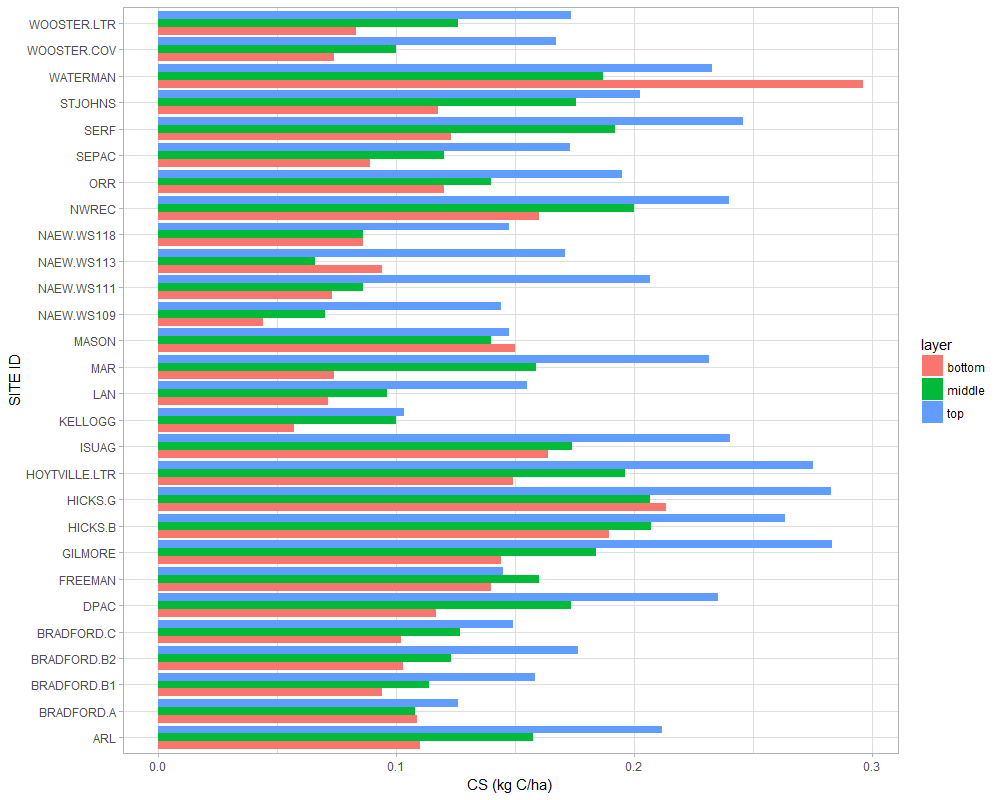 WOOSTER.LTR
WOOSTER.COV
WATERMAN
STJOHNS
SERF
SEPAC
ORR
NWREC
NAEW.WS118
NAEW.WS113
NAEW.WS111
NAEW.WS109
MASON
MAR
LAN
KELLOGG
ISUAG
HOYTVILLE.LTR
HICKS.G
HICKS.B
GILMORE
FREEMAN
DPAC
BRADFORD.C
BRADFORD.B2
BRADFORD.B1
BRADFORD.A
ARL
SITE ID
0.0 0.1 0.2 0.3
CS (kg C/ha)
layer
bottom
middle
top